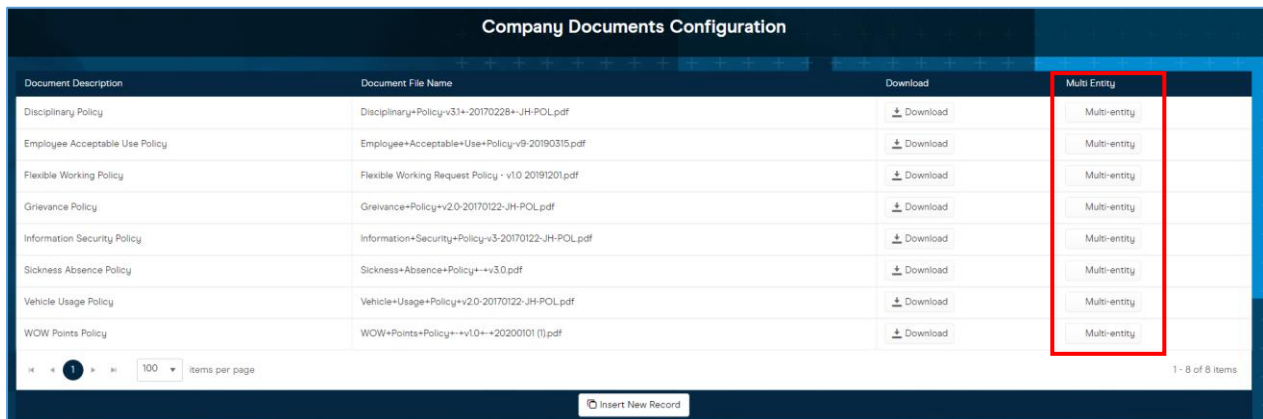 Company Documents Configuration
Document Description Document File Name Download Multi Entity
Disciplinary Policy Disciplinary+Policy-v3.1+-20170228+-JH-POL.pdf Download Multi-entity
Employee Acceptable Use Policy Employee+Acceptable+Use+Policy-v9-20190315.pdf Download Multi-entity
Flexible Working Policy Flexible Working Request Policy - v1.0 20191201.pdf Download Multi-entity
Grievance Policy Greivance+Policy+v2.0-20170122-JH-POL.pdf Download Multi-entity
Information Security Policy Information+Security+Policy-v3-20170122-JH-POL.pdf Download Multi-entity
Sickness Absence Policy Sickness+Absence+Policy+-+v3.0.pdf Download Multi-entity
Vehicle Usage Policy Vehicle+Usage+Policy+v2.0-20170122-JH-POL.pdf Download Multi-entity
WOW Points Policy WOW+Points+Policy+-+v1.0+-+20200101 (1).pdf Download Multi-entity
1 100 items per page 1 - 8 of 8 items
Insert New Record